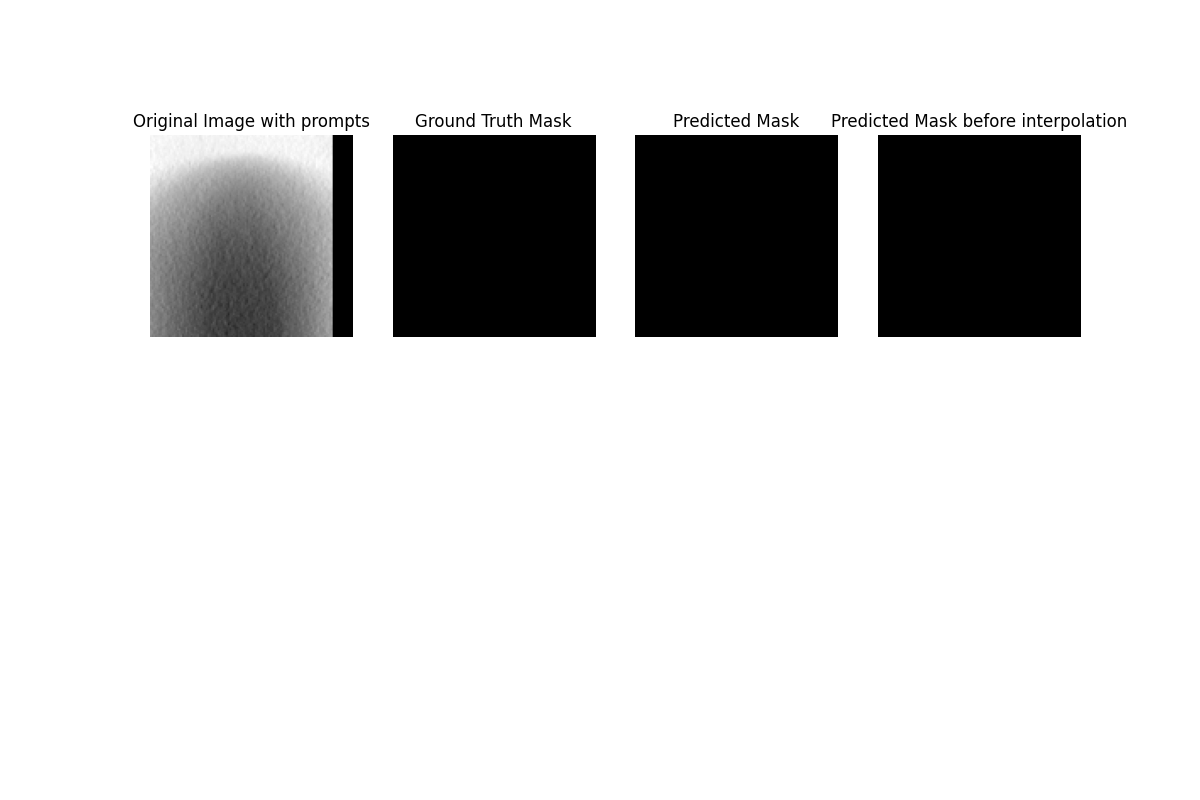 Original Image with prompts
Ground Truth Mask
Predicted Mask
Predicted Mask before interpolation